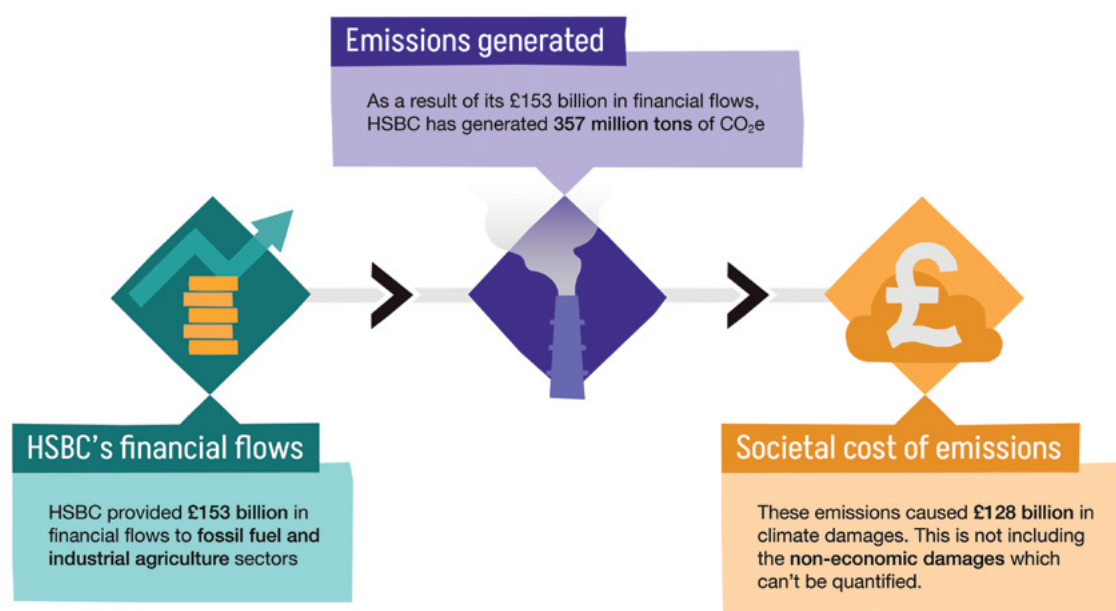 Emissions generated
As a result of its £153 billion in financial flows,
HSBC has generated 357 million tons of CO₂e
£
HSBC’s financial flows
HSBC provided £153 billion in
financial flows to fossil fuel and
industrial agriculture sectors
Societal cost of emissions
These emissions caused £128 billion in
climate damages. This is not including
the non-economic damages which
can’t be quantified.